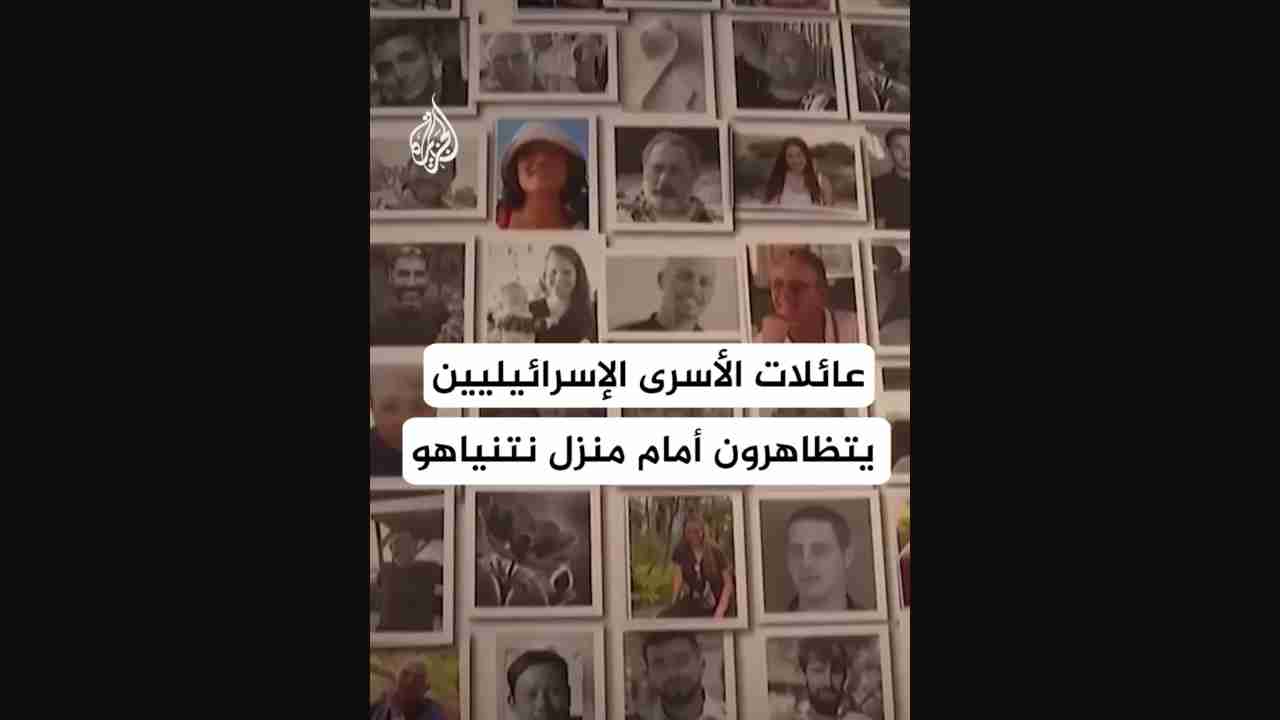 عائلات الأسرى الإسرائيليين
يتظاهرون أمام منزل نتنياهو